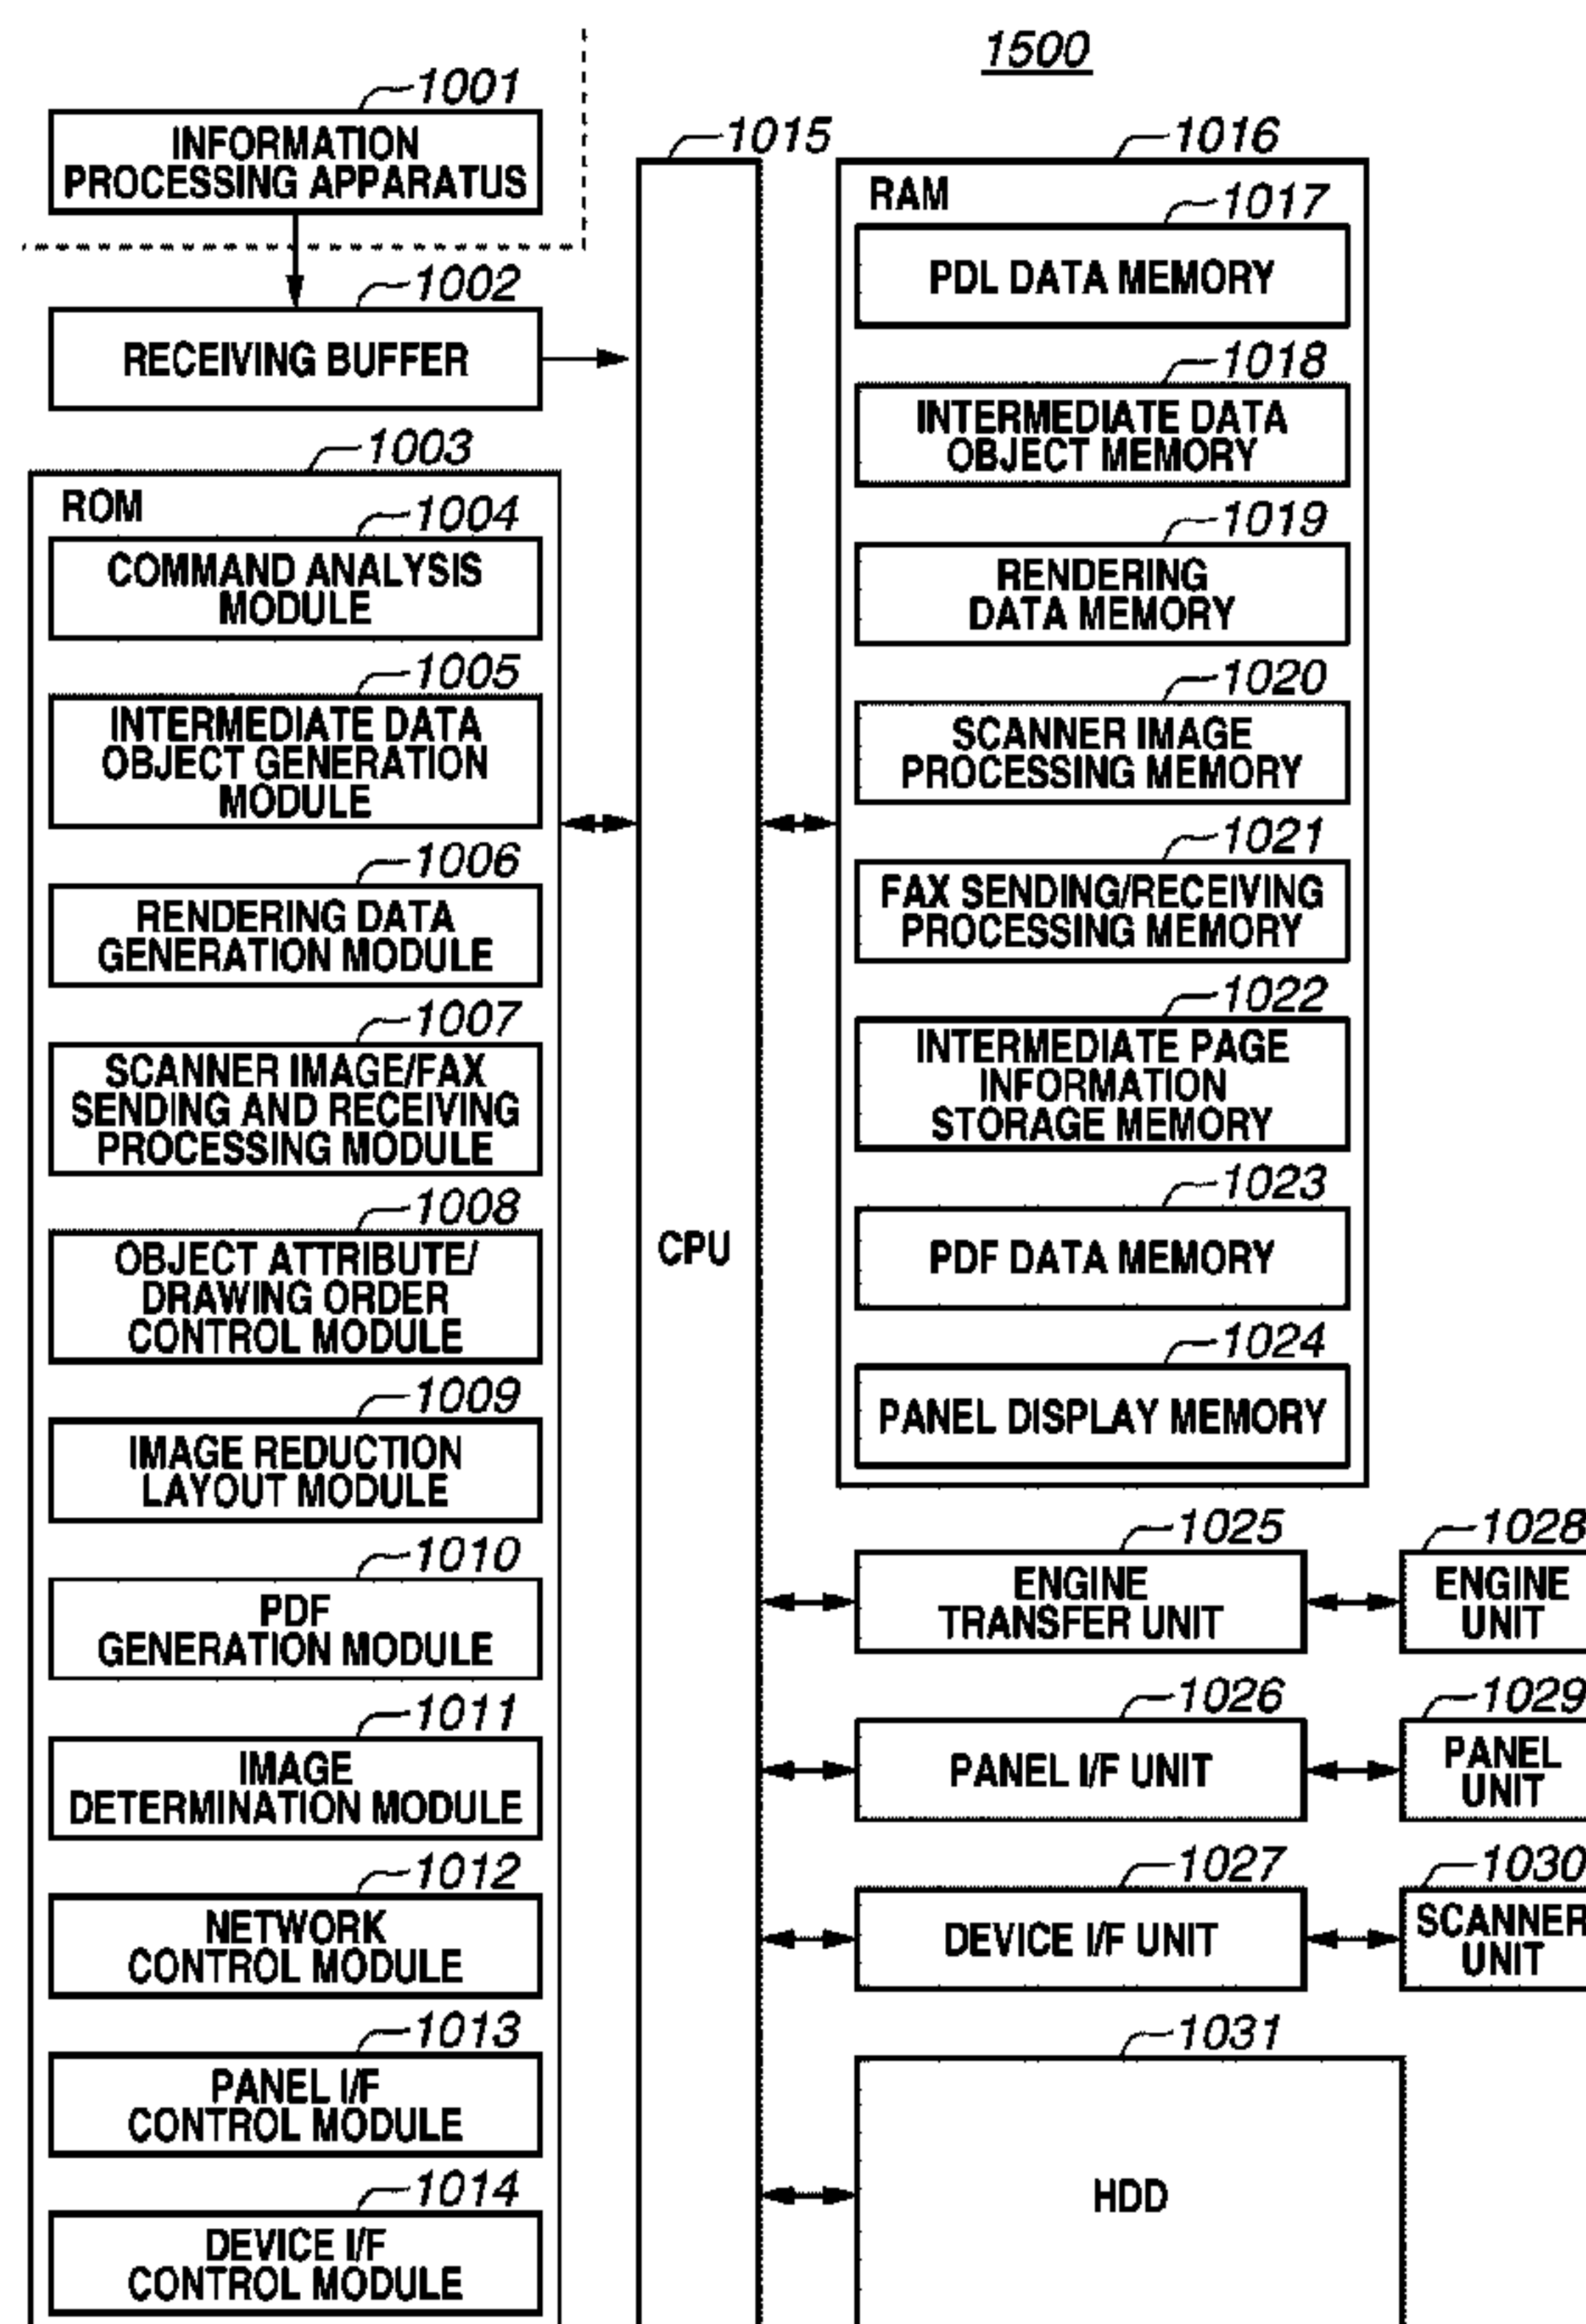 1500
1001
INFORMATION
PROCESSING APPARATUS
1002
RECEIVING BUFFER
1003
ROM
1004
COMMAND ANALYSIS
MODULE
1005
INTERMEDIATE DATA
OBJECT GENERATION
MODULE
1006
RENDERING DATA
GENERATION MODULE
1007
SCANNER IMAGE/FAX
SENDING AND RECEIVING
PROCESSING MODULE
1008
OBJECT ATTRIBUTE/
DRAWING ORDER
CONTROL MODULE
1009
IMAGE REDUCTION
LAYOUT MODULE
1010
PDF
GENERATION MODULE
1011
IMAGE
DETERMINATION MODULE
1012
NETWORK
CONTROL MODULE
1013
PANEL I/F
CONTROL MODULE
1014
DEVICE I/F
CONTROL MODULE
1015
CPU
1016
RAM
1017
PDL DATA MEMORY
1018
INTERMEDIATE DATA
OBJECT MEMORY
1019
RENDERING
DATA MEMORY
1020
SCANNER IMAGE
PROCESSING MEMORY
1021
FAX SENDING/RECEIVING
PROCESSING MEMORY
1022
INTERMEDIATE PAGE
INFORMATION
STORAGE MEMORY
1023
PDF DATA MEMORY
1024
PANEL DISPLAY MEMORY
1025
ENGINE
TRANSFER UNIT
1028
ENGINE
UNIT
1026
PANEL I/F UNIT
1029
PANEL
UNIT
1027
DEVICE I/F UNIT
1030
SCANNER
UNIT
1031
HDD